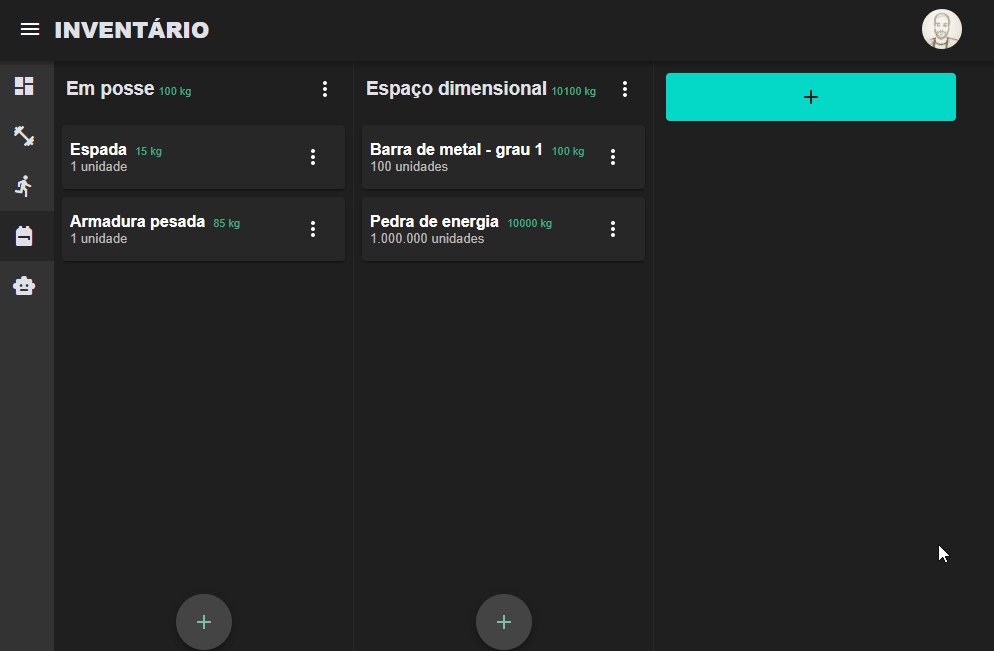 INVENTÁRIO
Em posse 100 kg
Espada 15 kg
1 unidade
Armadura pesada 85 kg
1 unidade
Espaço dimensional 10100 kg
Barra de metal - grau 1 100 kg
100 unidades
Pedra de energia 10000 kg
1.000.000 unidades